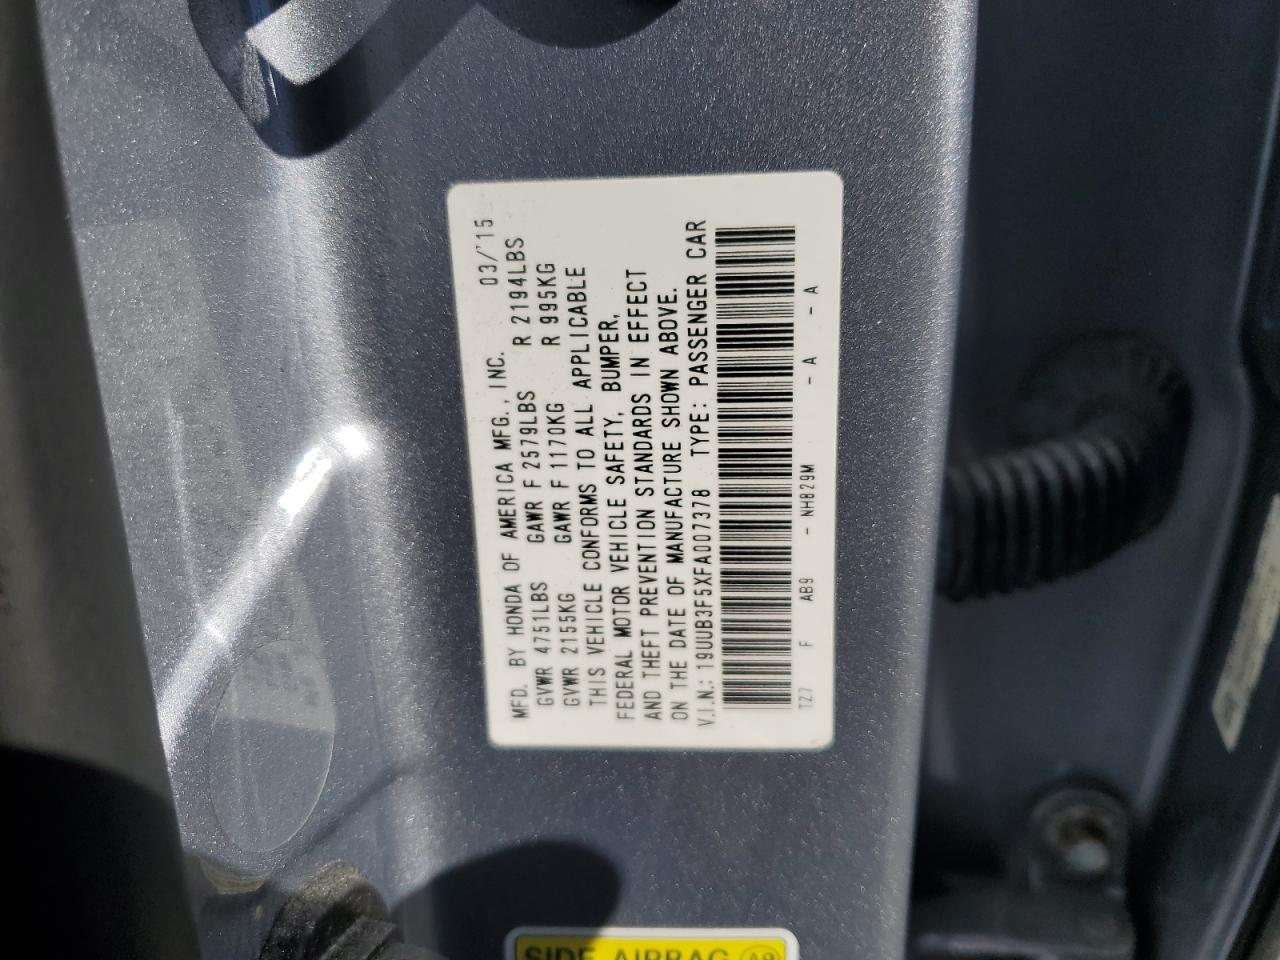 MFD. BY HONDA OF AMERICA MFG., INC. 03/'15
GVWR 4751LBS GAWR F 2579LBS R 2194LBS
GVWR 2155KG GAWR F 1170KG R 995KG
THIS VEHICLE CONFORMS TO ALL APPLICABLE
FEDERAL MOTOR VEHICLE SAFETY, BUMPER,
AND THEFT PREVENTION STANDARDS IN EFFECT
ON THE DATE OF MANUFACTURE SHOWN ABOVE.
V.I.N.: 19UUB3F5XFA007378 TYPE: PASSENGER CAR
TZ7 F AB9 - NH829M - A - A
SIDE AIRBAG A9